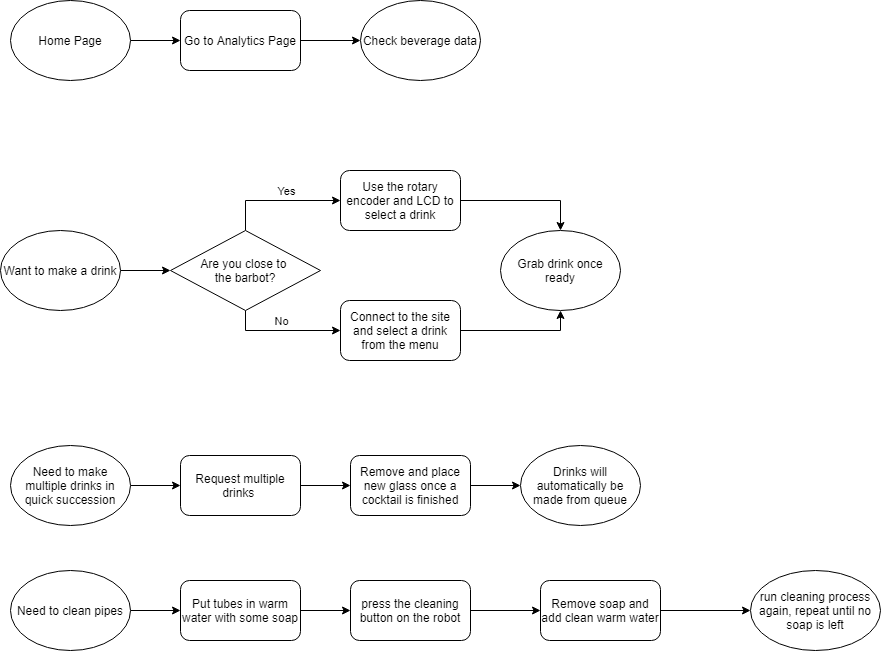 Home Page
Go to Analytics Page
Check beverage data
Yes
Use the rotary
encoder and LCD to
select a drink
Want to make a drink
Are you close to
the barbot?
Grab drink once
ready
No
Connect to the site
and select a drink
from the menu
Need to make
multiple drinks in
quick succession
Request multiple
drinks
Remove and place
new glass once a
cocktail is finished
Drinks will
automatically be
made from queue
Need to clean pipes
Put tubes in warm
water with some soap
press the cleaning
button on the robot
Remove soap and
add clean warm water
run cleaning process
again, repeat until no
soap is left